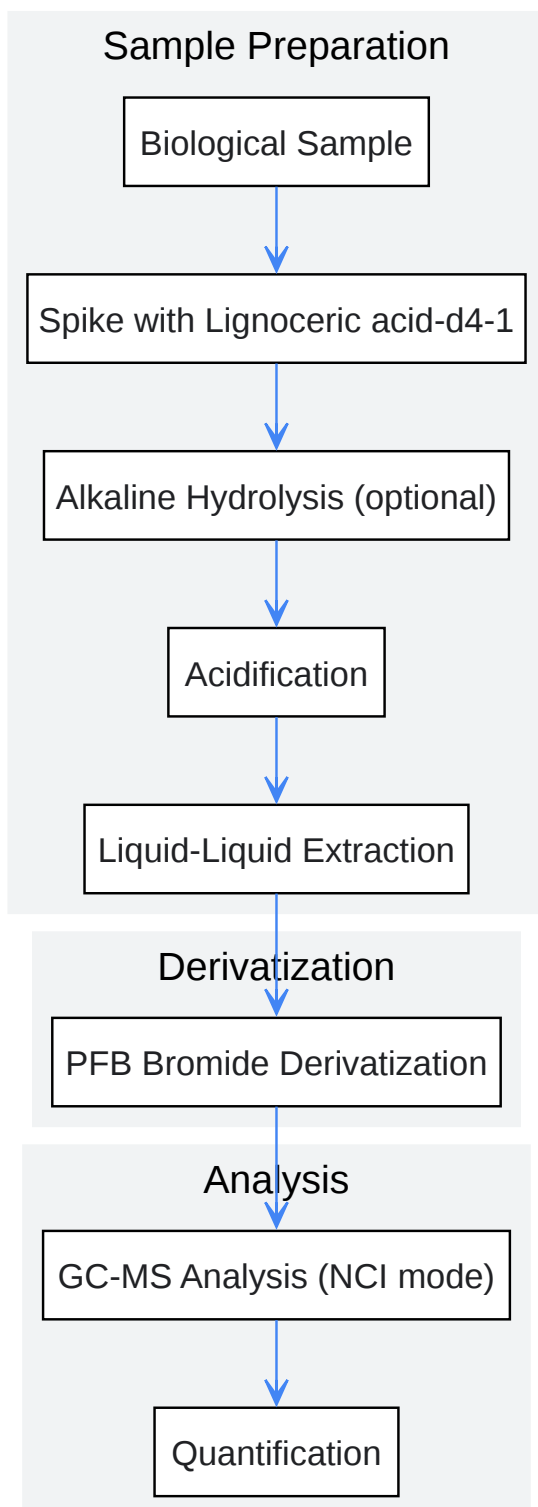 Sample Preparation
Biological Sample
Spike with Lignoceric acid-d4-1
Alkaline Hydrolysis (optional)
Acidification
Liquid-Liquid Extraction
Derivatization
PFB Bromide Derivatization
Analysis
GC-MS Analysis (NCI mode)
Quantification